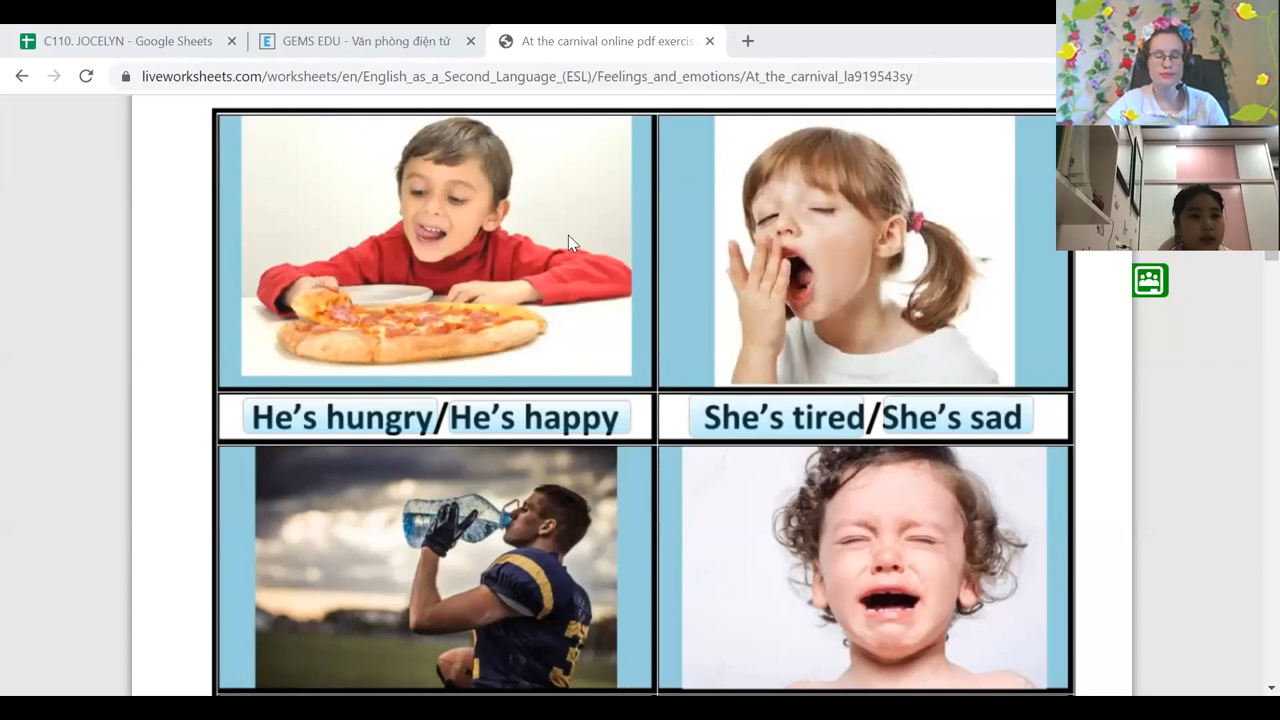 C110. JOCELYN - Google Sheets
GEMS EDU - Văn phòng điện tử
At the carnival online pdf exercis
liveworksheets.com/worksheets/en/English_as_a_Second_Language_(ESL)/Feelings_and_emotions/At_the_carnival_la919543sy
He's hungry/He's happy
She's tired/She's sad